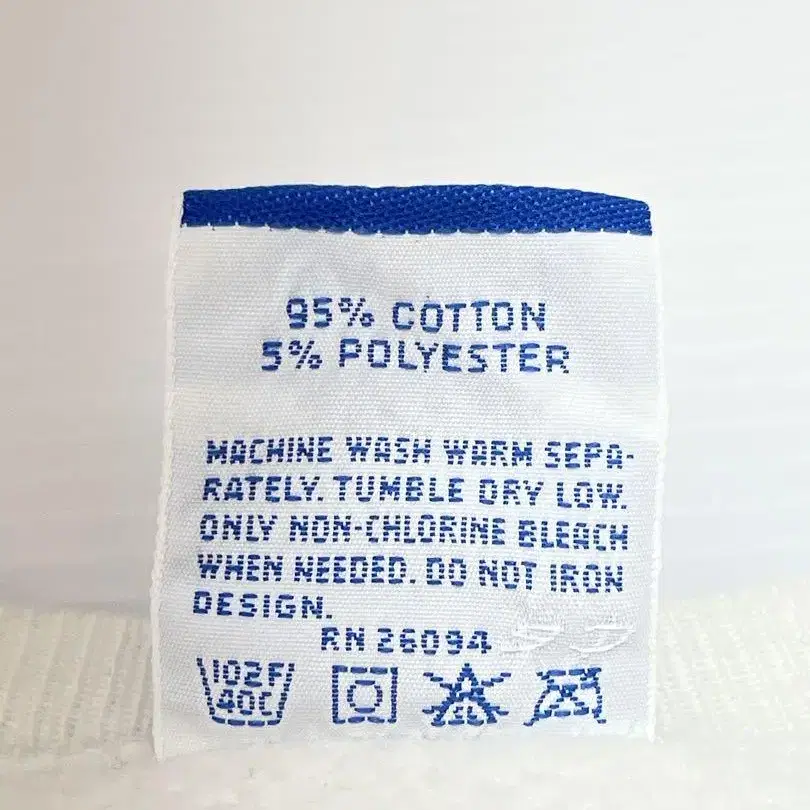 95% COTTON
5% POLYESTER
MACHINE WASH WARM SEPA-
RATELY. TUMBLE DRY LOW.
ONLY NON-CHLORINE BLEACH
WHEN NEEDED. DO NOT IRON
DESIGN.
RN 26094
102F
40C
CL